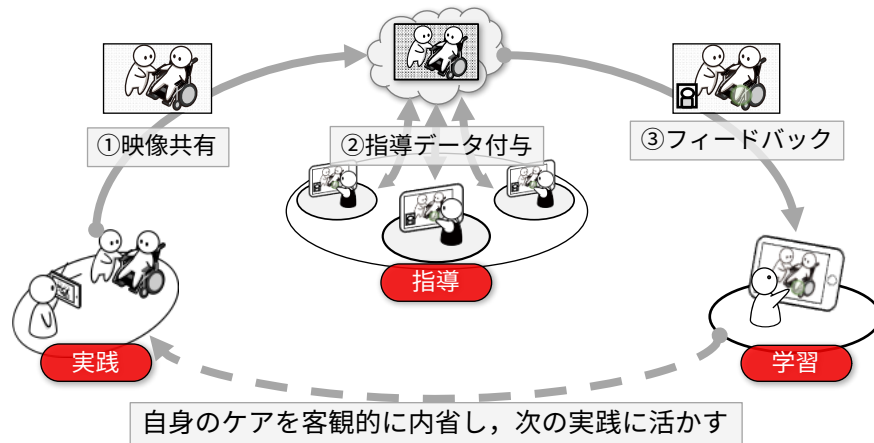 ①映像共有
②指導データ付与
③フィードバック
指導
実践
学習
自身のケアを客観的に内省し，次の実践に活かす